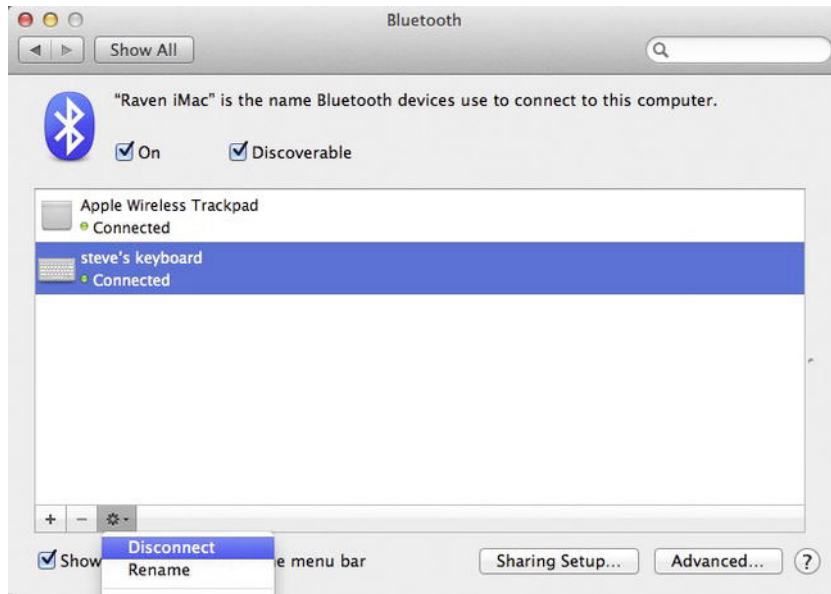 Bluetooth
Show All
“Raven iMac” is the name Bluetooth devices use to connect to this computer.
On Discoverable
Apple Wireless Trackpad
Connected
steve's keyboard
Connected
+ −
Disconnect
Show e menu bar Sharing Setup... Advanced... ?
Rename